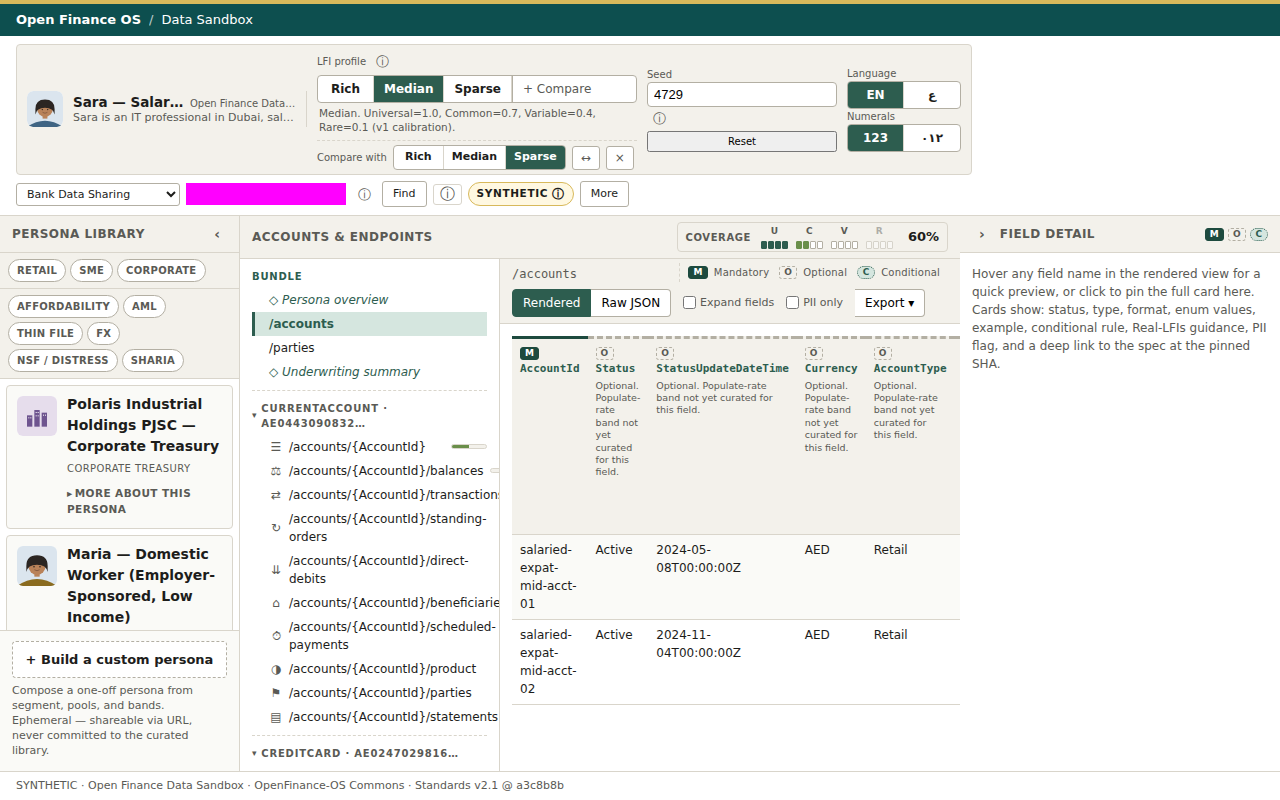 Open Finance OS / Data Sandbox
Sara — Salar… Open Finance Data…
Sara is an IT professional in Dubai, sal…
LFI profile ⓘ
Rich Median Sparse + Compare
Median. Universal=1.0, Common=0.7, Variable=0.4,
Rare=0.1 (v1 calibration).
Compare with Rich Median Sparse ↔ ×
Seed
4729
ⓘ
Reset
Language
EN ع
Numerals
123 ٠١٢
Bank Data Sharing ⓘ Find ⓘ SYNTHETIC ⓘ More
PERSONA LIBRARY ‹
RETAIL SME CORPORATE
AFFORDABILITY AML
THIN FILE FX
NSF / DISTRESS SHARIA
Polaris Industrial
Holdings PJSC —
Corporate Treasury
CORPORATE TREASURY
▸ MORE ABOUT THIS
PERSONA
Maria — Domestic
Worker (Employer-
Sponsored, Low
Income)
+ Build a custom persona
Compose a one-off persona from
segment, pools, and bands.
Ephemeral — shareable via URL,
never committed to the curated
library.
ACCOUNTS & ENDPOINTS
COVERAGE U C V R 60%
BUNDLE
◇ Persona overview
/accounts
/parties
◇ Underwriting summary
▾ CURRENTACCOUNT ·
AE0443090832…
☰ /accounts/{AccountId}
⚖ /accounts/{AccountId}/balances
⇄ /accounts/{AccountId}/transactions
↻ /accounts/{AccountId}/standing-
orders
⇊ /accounts/{AccountId}/direct-
debits
⌂ /accounts/{AccountId}/beneficiarie
⏱ /accounts/{AccountId}/scheduled-
payments
◑ /accounts/{AccountId}/product
⚑ /accounts/{AccountId}/parties
▤ /accounts/{AccountId}/statements
▾ CREDITCARD · AE0247029816…
/accounts
M Mandatory O Optional C Conditional
Rendered Raw JSON Expand fields PII only Export ▾
M O O O O
AccountId Status StatusUpdateDateTime Currency AccountType
Optional.
Populate-
rate
band not
yet
curated
for this
field.
Optional. Populate-rate
band not yet curated for
this field.
Optional.
Populate-
rate band
not yet
curated for
this field.
Optional.
Populate-rate
band not yet
curated for
this field.
salaried-
expat-
mid-acct-
01
Active
2024-05-
08T00:00:00Z
AED
Retail
salaried-
expat-
mid-acct-
02
Active
2024-11-
04T00:00:00Z
AED
Retail
› FIELD DETAIL M O C
Hover any field name in the rendered view for a
quick preview, or click to pin the full card here.
Cards show: status, type, format, enum values,
example, conditional rule, Real-LFIs guidance, PII
flag, and a deep link to the spec at the pinned
SHA.
SYNTHETIC · Open Finance Data Sandbox · OpenFinance-OS Commons · Standards v2.1 @ a3c8b8b